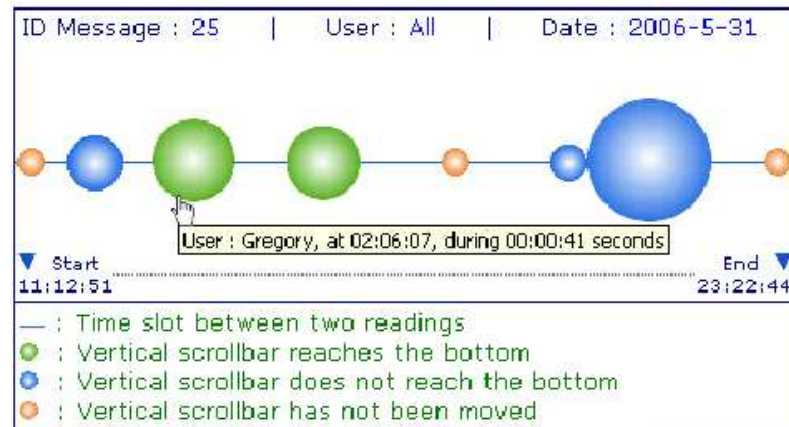 ID Message : 25 | User : All | Date : 2006-5-31
User : Gregory, at 02:06:07, during 00:00:41 seconds
Start End
11:12:51 23:22:44
: Time slot between two readings
: Vertical scrollbar reaches the bottom
: Vertical scrollbar does not reach the bottom
: Vertical scrollbar has not been moved